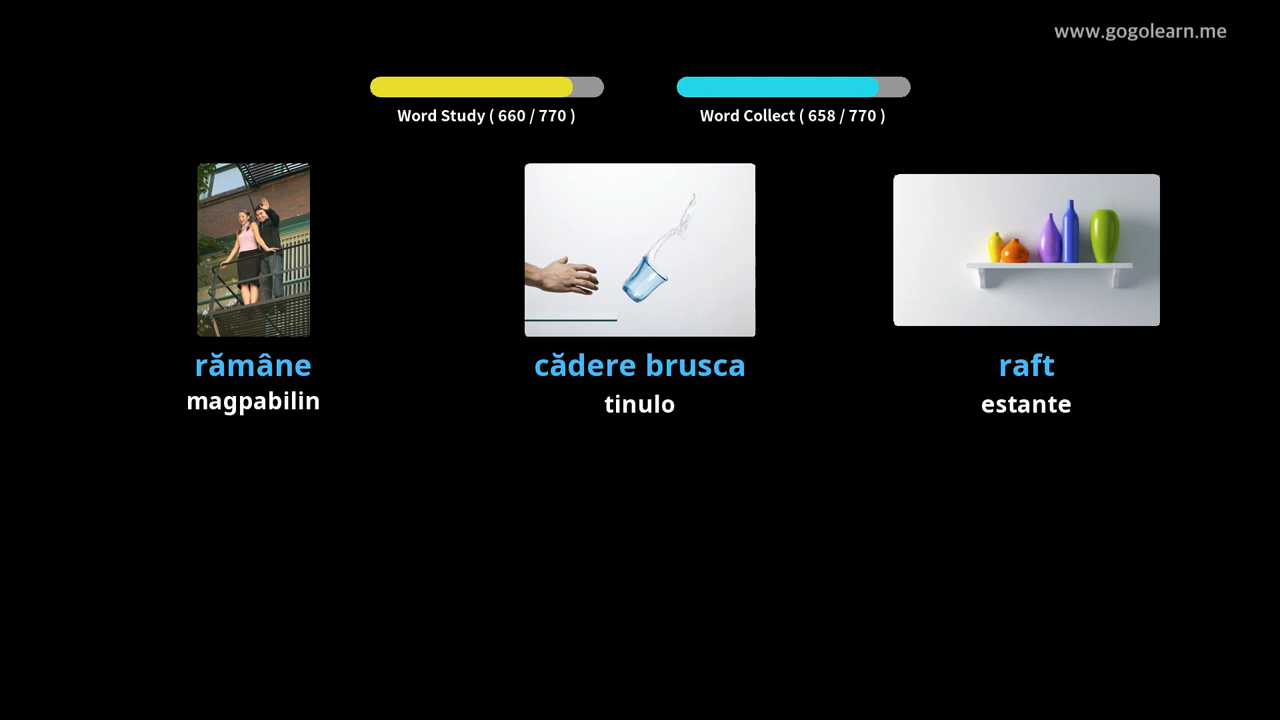 www.gogolearn.me
Word Study ( 660 / 770 )
Word Collect ( 658 / 770 )
rămâne
magpabilin
cădere brusca
tinulo
raft
estante